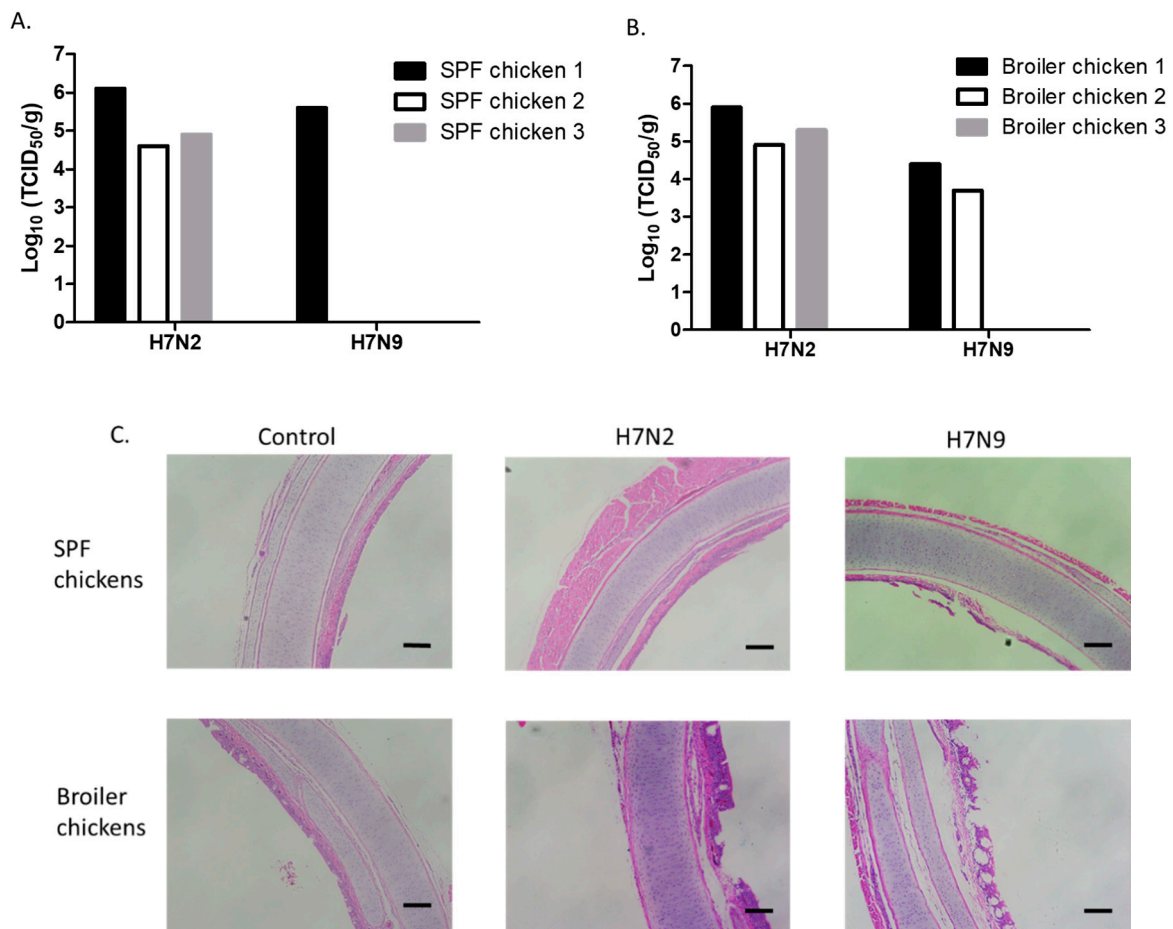 A.
Log10 (TCID50/g)
7
6
5
4
3
2
1
0
H7N2
H7N9
SPF chicken 1
SPF chicken 2
SPF chicken 3
B.
Log10 (TCID50/g)
7
6
5
4
3
2
1
0
H7N2
H7N9
Broiler chicken 1
Broiler chicken 2
Broiler chicken 3
C.
Control
H7N2
H7N9
SPF
chickens
Broiler
chickens